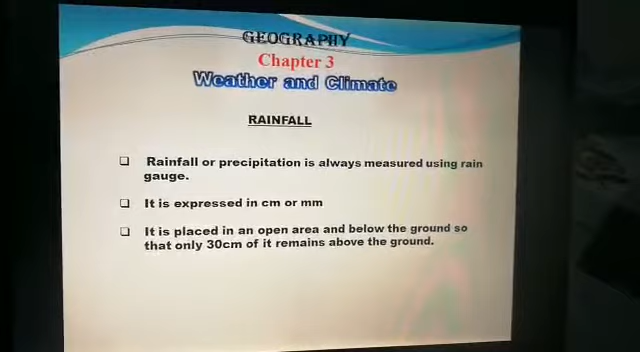 GEOGRAPHY
Chapter 3
Weather and Climate
RAINFALL
❑ Rainfall or precipitation is always measured using rain
gauge.
❑ It is expressed in cm or mm
❑ It is placed in an open area and below the ground so
that only 30cm of it remains above the ground.